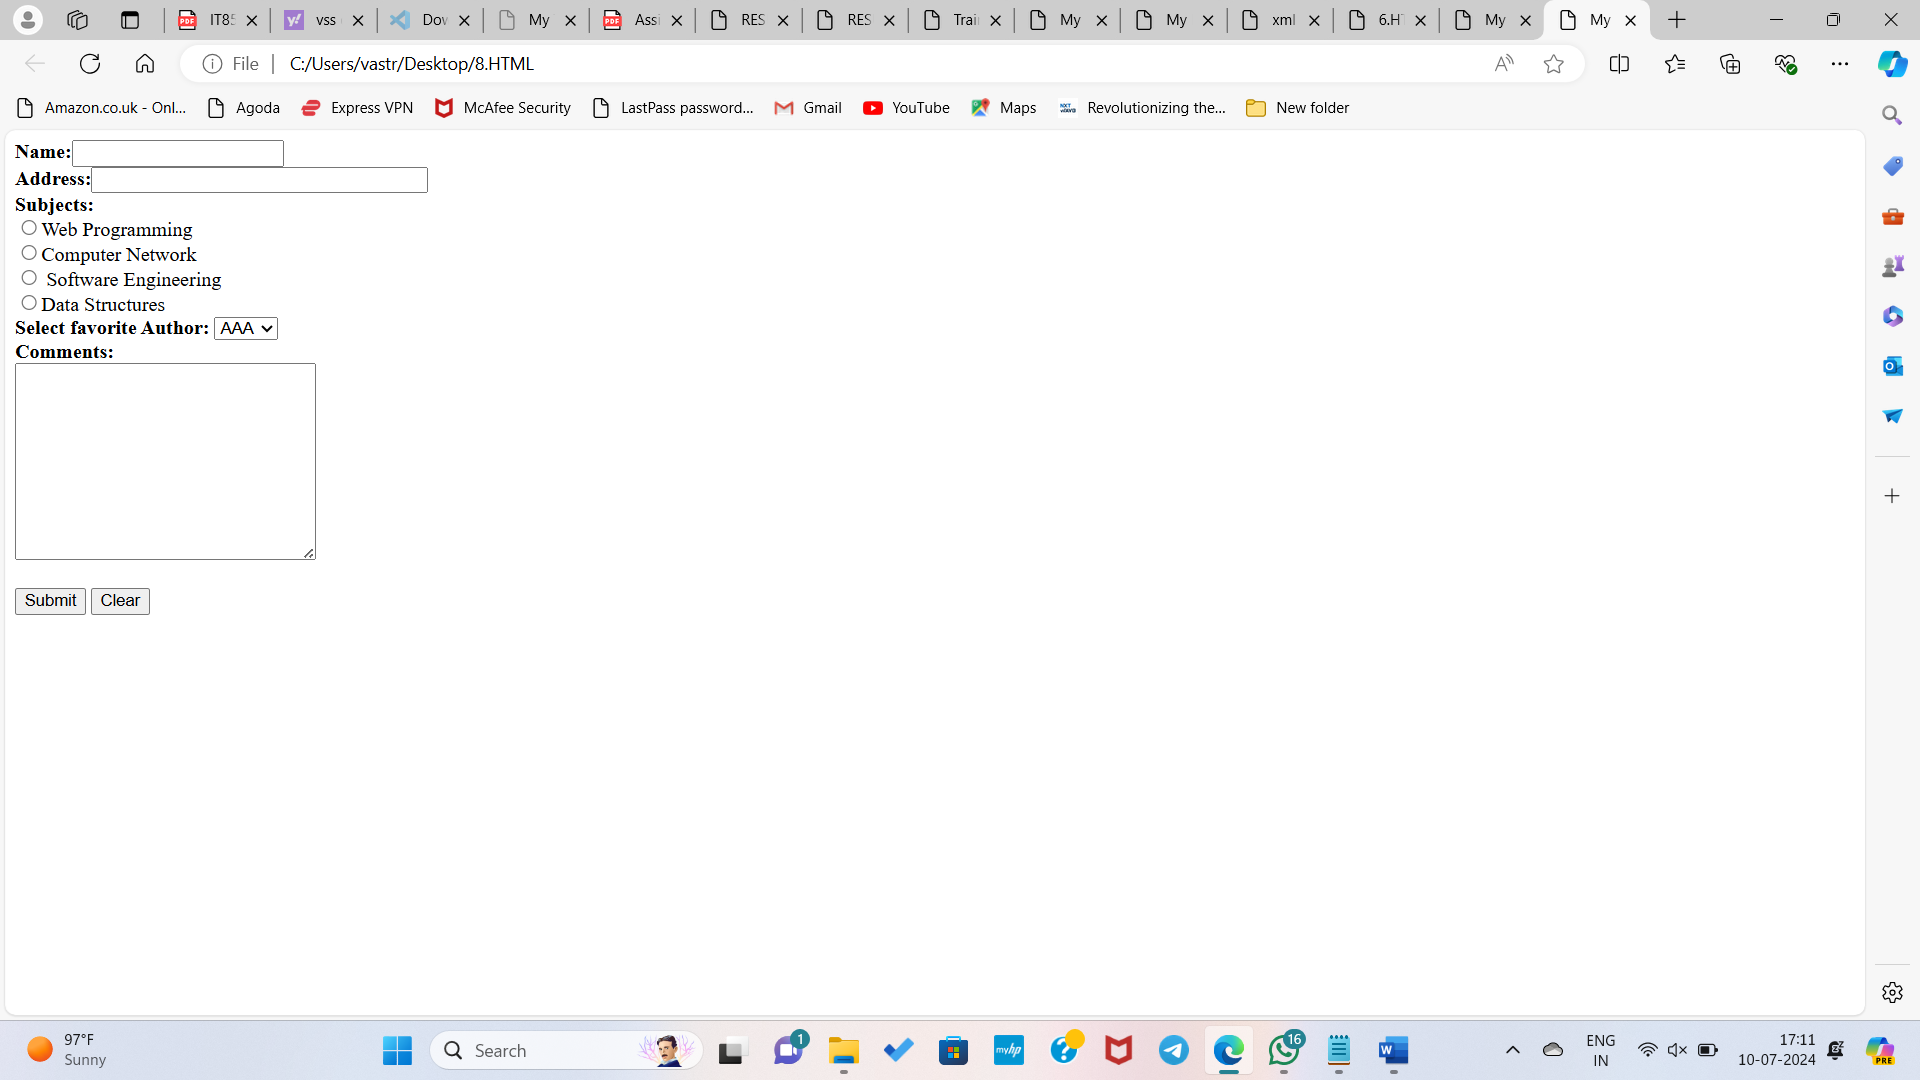 IT8 vss Dov My Assi RES RES Trai My My xml 6.HT My My
File C:/Users/vastr/Desktop/8.HTML
Amazon.co.uk - Onl... Agoda Express VPN McAfee Security LastPass password... Gmail YouTube Maps Revolutionizing the... New folder
Name:
Address:
Subjects:
Web Programming
Computer Network
Software Engineering
Data Structures
Select favorite Author: AAA
Comments:
Submit Clear
97°F
Sunny
Search
1
myhp
16
ENG
IN
17:11
10-07-2024
PRE